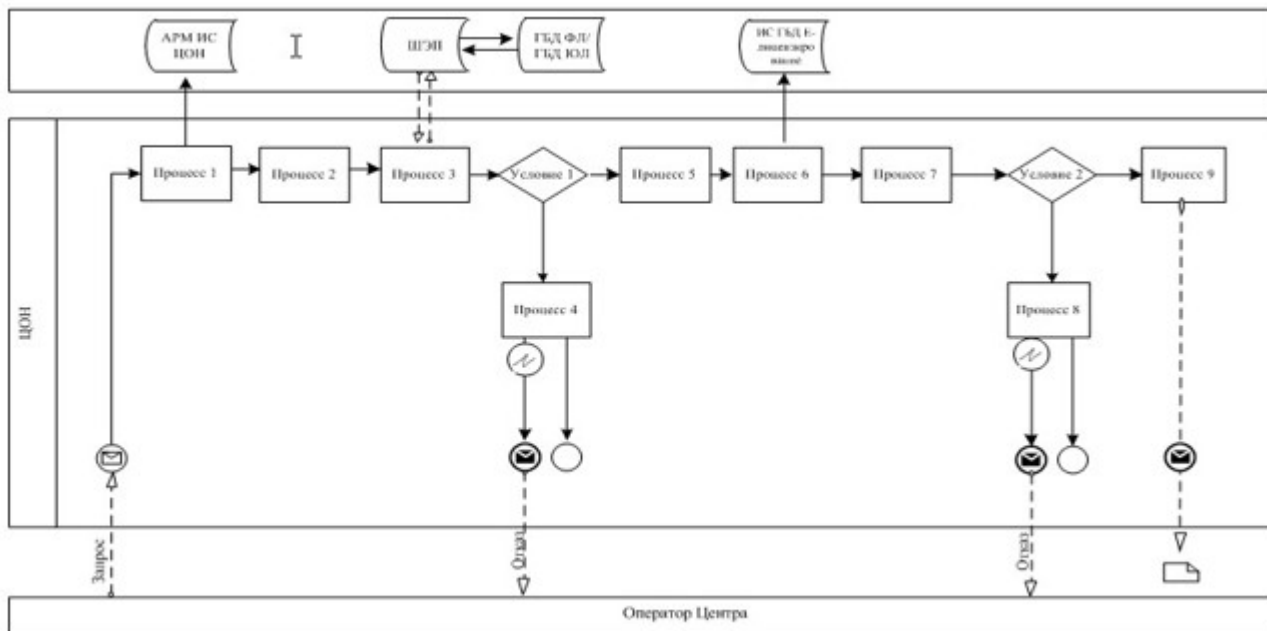 АРМ ИС
ЦОН
ШЭП
ГБД ФЛ/
ГБД ЮЛ
ИС ГБД Е-
лицензиро
вание
ЦОН
Процесс 1
Процесс 2
Процесс 3
Условие 1
Процесс 5
Процесс 6
Процесс 7
Условие 2
Процесс 9
Процесс 4
Процесс 8
Запрос
Отказ
Отказ
Оператор Центра